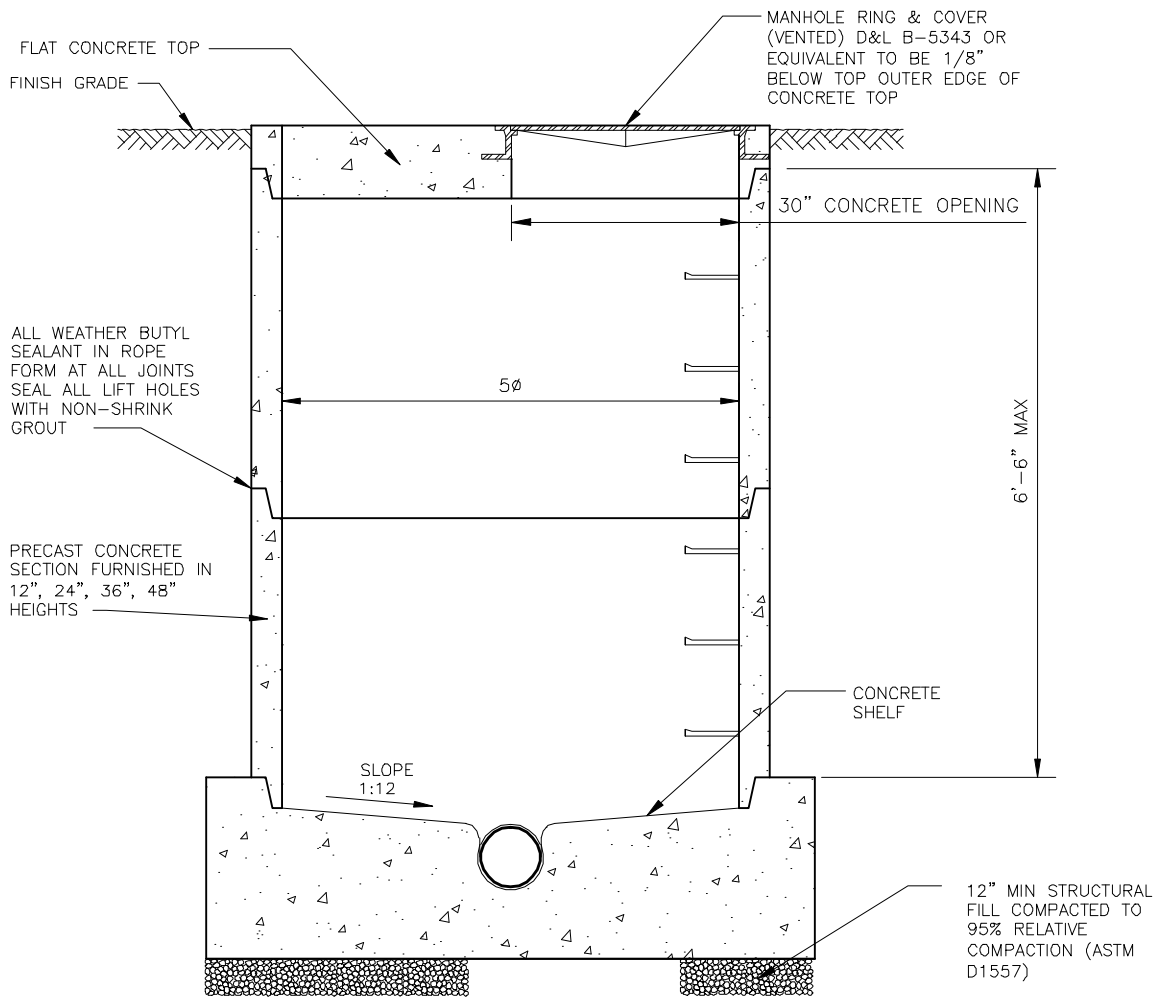 MANHOLE RING & COVER
(VENTED) D&L B-5343 OR
EQUIVALENT TO BE 1/8"
BELOW TOP OUTER EDGE OF
CONCRETE TOP
FLAT CONCRETE TOP
FINISH GRADE
30" CONCRETE OPENING
ALL WEATHER BUTYL
SEALANT IN ROPE
FORM AT ALL JOINTS
SEAL ALL LIFT HOLES
WITH NON-SHRINK
GROUT
5ø
6'-6" MAX
PRECAST CONCRETE
SECTION FURNISHED IN
12", 24", 36", 48"
HEIGHTS
CONCRETE
SHELF
SLOPE
1:12
12" MIN STRUCTURAL
FILL COMPACTED TO
95% RELATIVE
COMPACTION (ASTM
D1557)